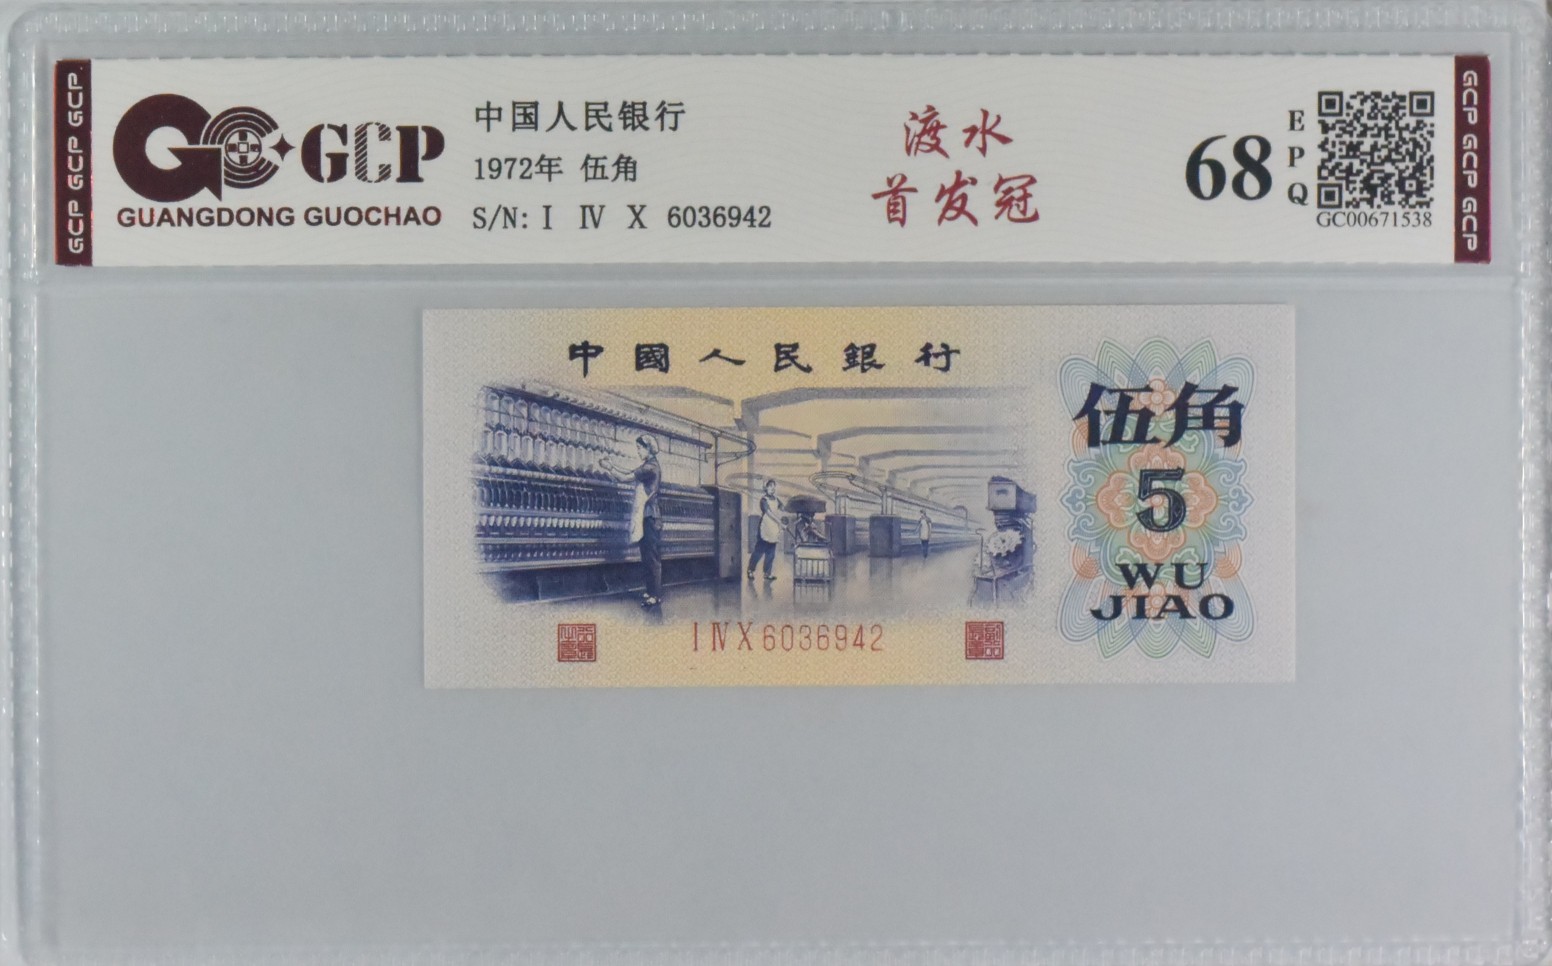 GCP GCP GCP
GCP
GUANGDONG GUOCHAO
中国人民银行
1972年 伍角
S/N: I IV X 6036942
渡水
首发冠
68
EPQ
GC00671538
GCP GCP GCP
中國人民銀行
伍角
5
WU
JIAO
I IV X 6036942